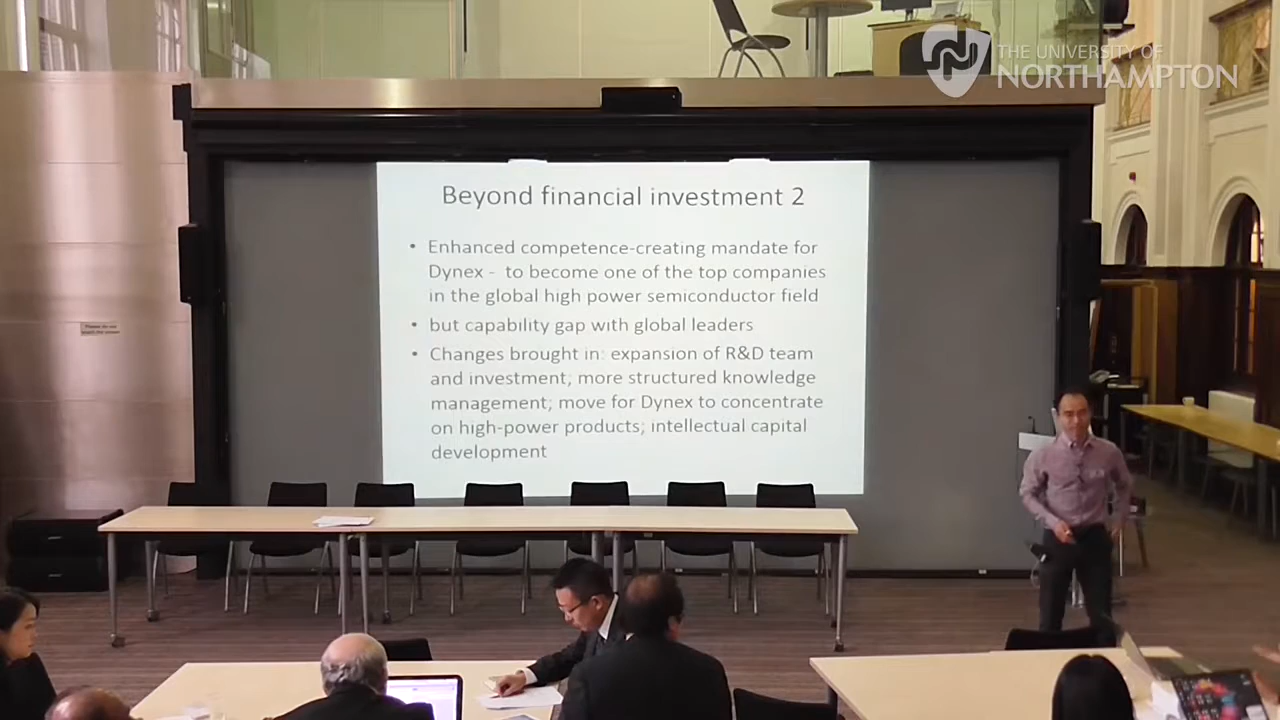 THE UNIVERSITY OF
NORTHAMPTON
Beyond financial investment 2
• Enhanced competence-creating mandate for
Dynex - to become one of the top companies
in the global high power semiconductor field
• but capability gap with global leaders
• Changes brought in: expansion of R&D team
and investment; more structured knowledge
management; move for Dynex to concentrate
on high-power products; intellectual capital
development